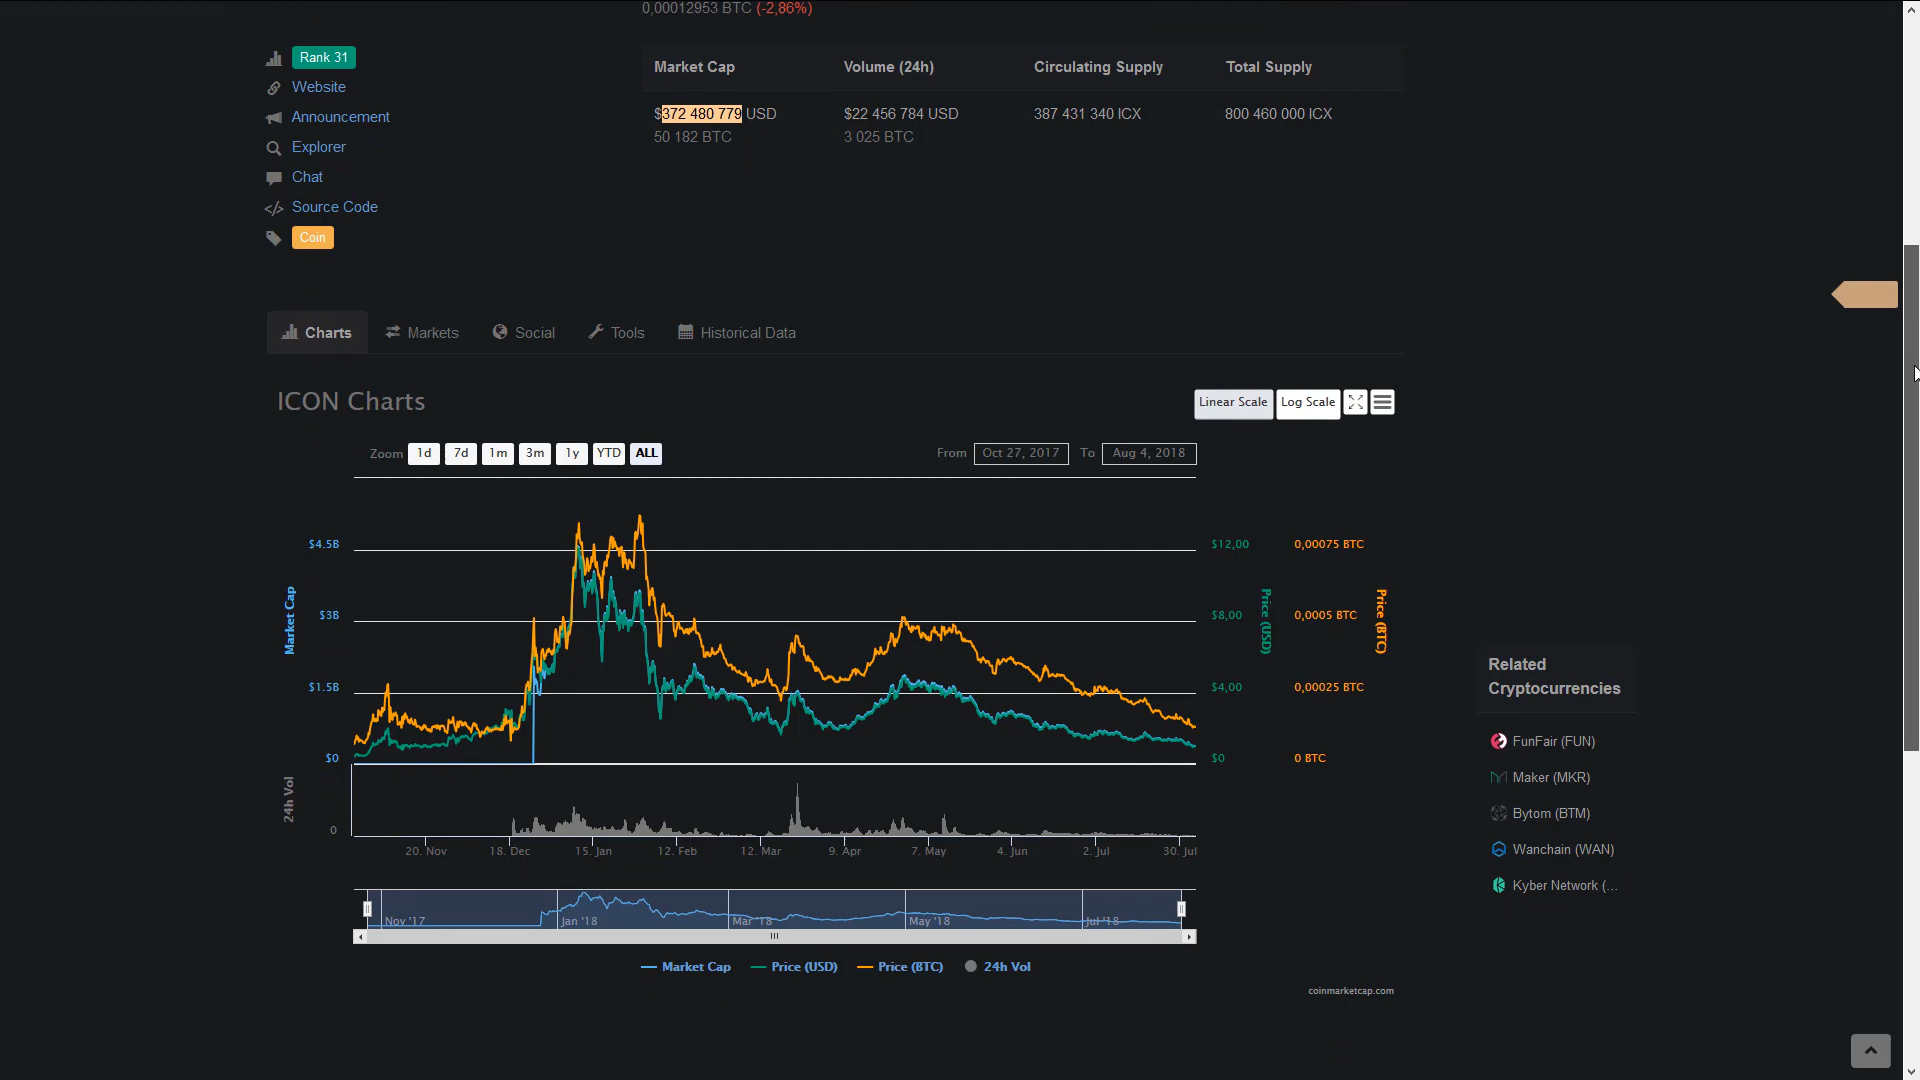 0,00012953 BTC (-2,86%)
Rank 31
Website
Announcement
Explorer
Chat
Source Code
Coin
Market Cap Volume (24h) Circulating Supply Total Supply
$372 480 779 USD $22 456 784 USD 387 431 340 ICX 800 460 000 ICX
50 182 BTC 3 025 BTC
Charts Markets Social Tools Historical Data
ICON Charts
Linear Scale Log Scale
Zoom 1d 7d 1m 3m 1y YTD ALL
From Oct 27, 2017 To Aug 4, 2018
$4.5B $12,00 0,00075 BTC
$3B $8,00 0,0005 BTC
$1.5B $4,00 0,00025 BTC
$0 $0 0 BTC
Market Cap
Price (USD)
Price (BTC)
24h Vol
0
20. Nov 18. Dec 15. Jan 12. Feb 12. Mar 9. Apr 7. May 4. Jun 2. Jul 30. Jul
Nov '17 Jan '18 Mar '18 May '18 Jul '18
Market Cap Price (USD) Price (BTC) 24h Vol
coinmarketcap.com
Related
Cryptocurrencies
FunFair (FUN)
Maker (MKR)
Bytom (BTM)
Wanchain (WAN)
Kyber Network (...